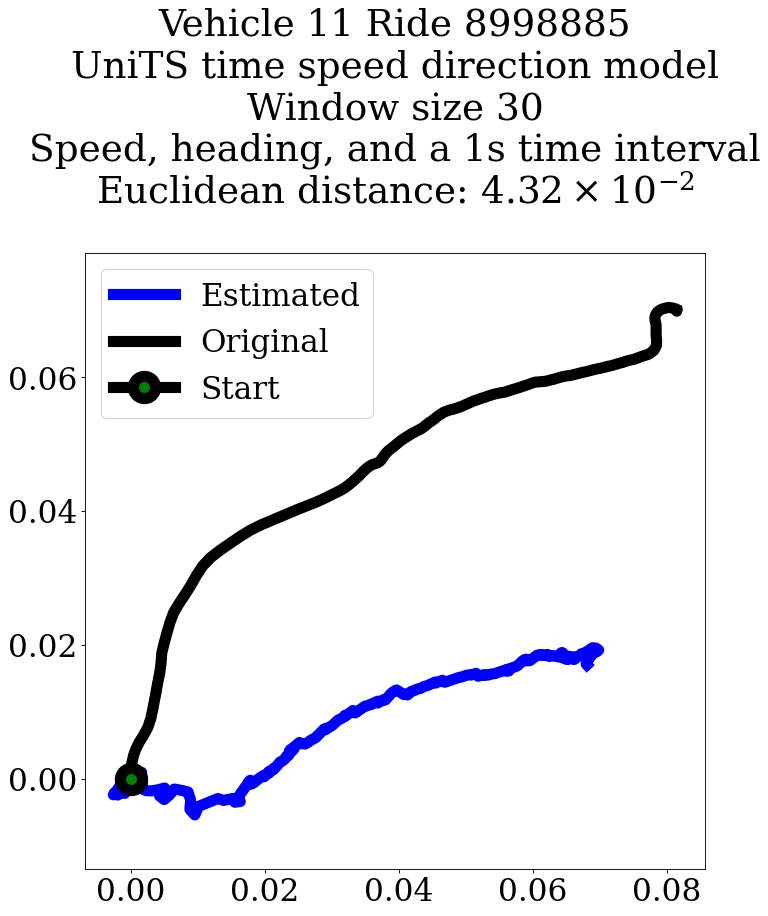 Vehicle 11 Ride 8998885
UniTS time speed direction model
Window size 30
Speed, heading, and a 1s time interval
Euclidean distance: 4.32 × 10⁻²
Estimated
Original
Start
0.06
0.04
0.02
0.00
0.00 0.02 0.04 0.06 0.08